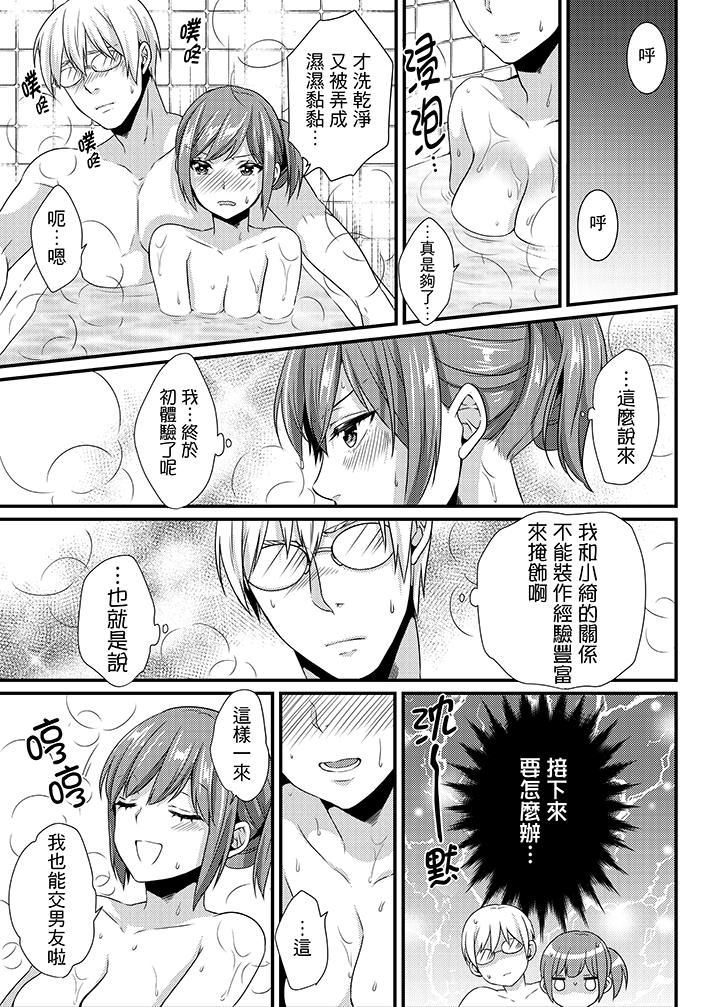 呼
呼
浸泡…
…真是夠了…
才洗乾淨
又被弄成
濕濕黏黏
…
噗咚
噗咚
噗咚
呃…嗯
…這麼說來
我…終於
初體驗了呢
我和小綺的關係
不能裝作經驗豐富
來掩飾啊
…也就是說
接下來
要怎麼辦…
沈——默
…這
這樣一來
哼哼
我也能交男友啦